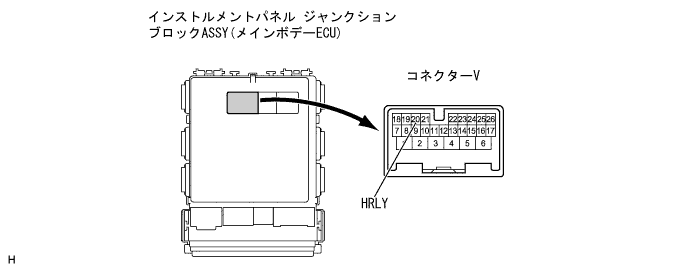 インストルメントパネル ジャンクション
ブロックASSY(メインボデーECU)
コネクターV
18 19 20 21 22 23 24 25 26
7 8 9 10 11 12 13 14 15 16 17
1 2 3 4 5 6
HRLY
H